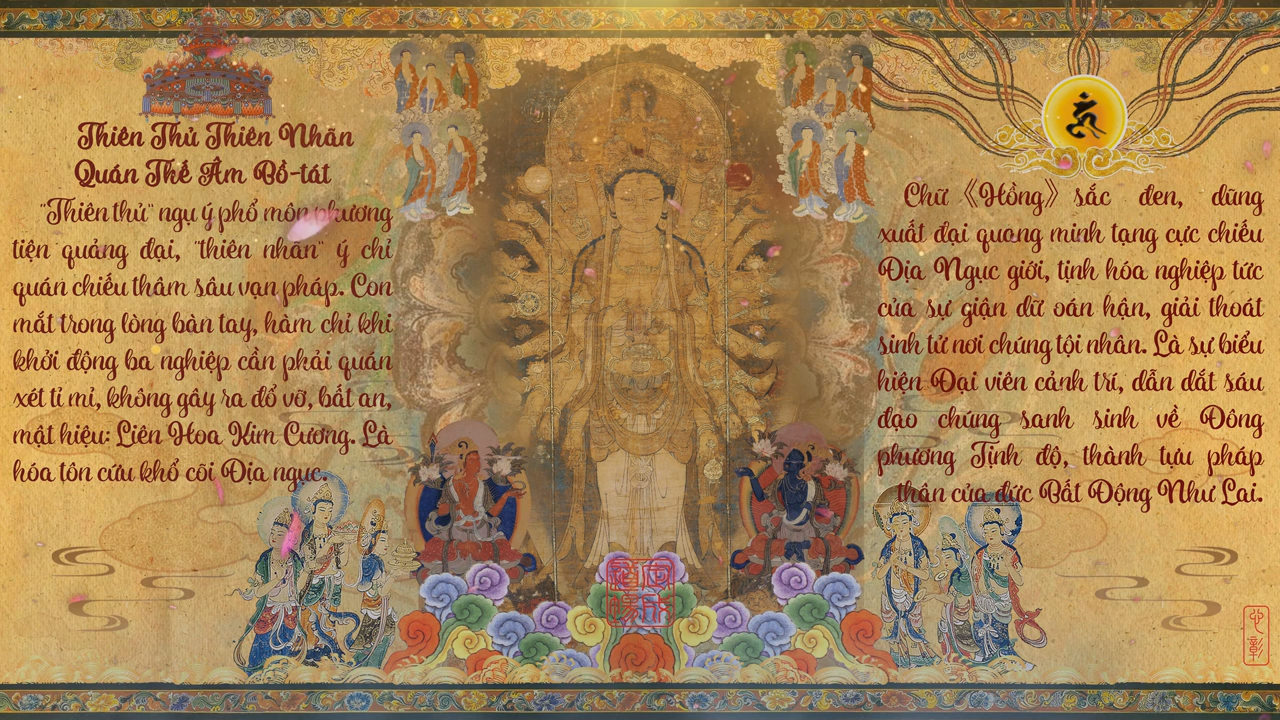 Thiên Thủ Thiên Nhãn
Quán Thế Âm Bồ-tát
"Thiên thủ" ngụ ý phổ môn phương
tiện quảng đại, "thiên nhãn" ý chỉ
quán chiếu thâm sâu vạn pháp. Con
mắt trong lòng bàn tay, hàm chỉ khi
khởi động ba nghiệp cần phải quán
xét tỉ mỉ, không gây ra đổ vỡ, bất an,
mật hiệu: Liên Hoa Kim Cương. Là
hóa tôn cứu khổ cõi Địa ngục.
Chữ 《Hồng》 sắc đen, dũng
xuất đại quang minh tạng cực chiếu
Địa Ngục giới, tịnh hóa nghiệp tức
của sự giận dữ oán hận, giải thoát
sinh tử nơi chúng tội nhân. Là sự biểu
hiện Đại viên cảnh trí, dẫn dắt sáu
đạo chúng sanh sinh về Đông
phương Tịnh độ, thành tựu pháp
thân của đức Bất Động Như Lai.